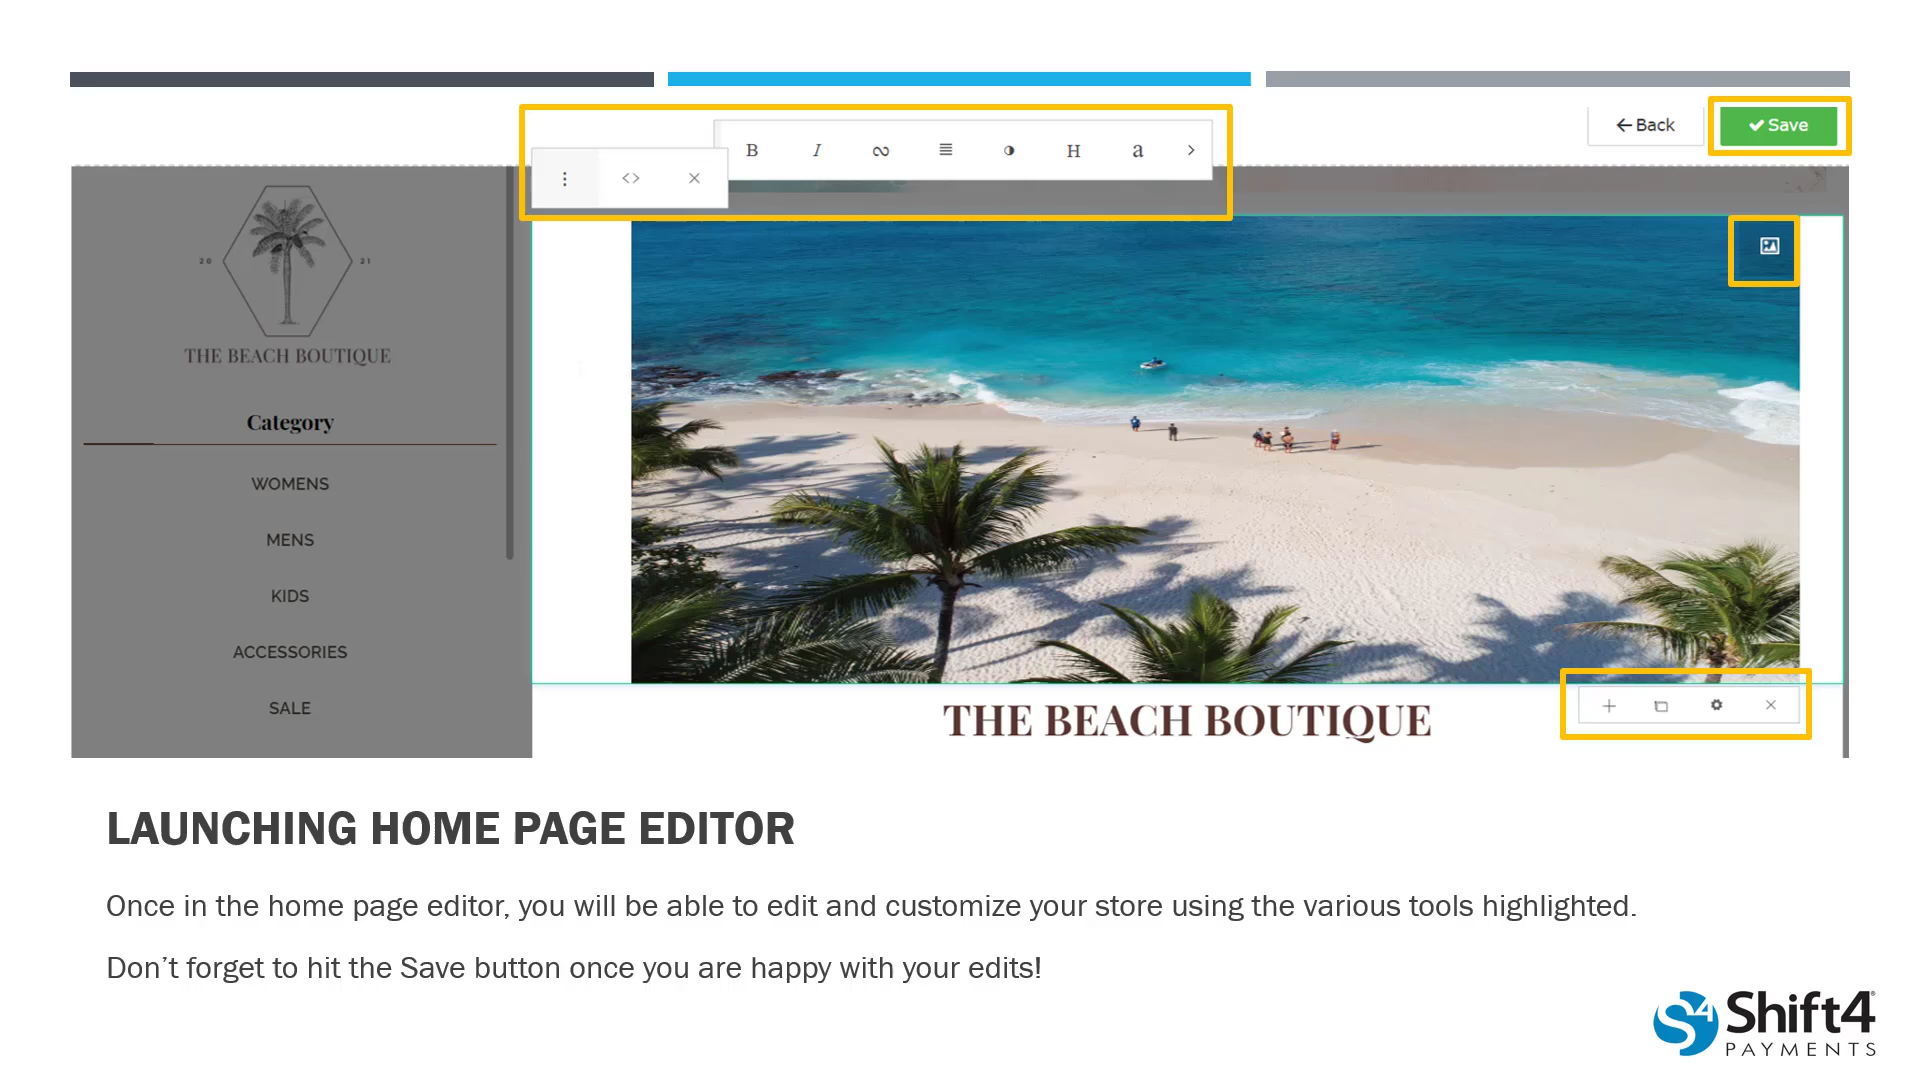 B I H a
<>
Back
Save
20 21
THE BEACH BOUTIQUE
Category
WOMENS
MENS
KIDS
ACCESSORIES
SALE
THE BEACH BOUTIQUE
LAUNCHING HOME PAGE EDITOR
Once in the home page editor, you will be able to edit and customize your store using the various tools highlighted.
Don’t forget to hit the Save button once you are happy with your edits!
S4 Shift4
PAYMENTS